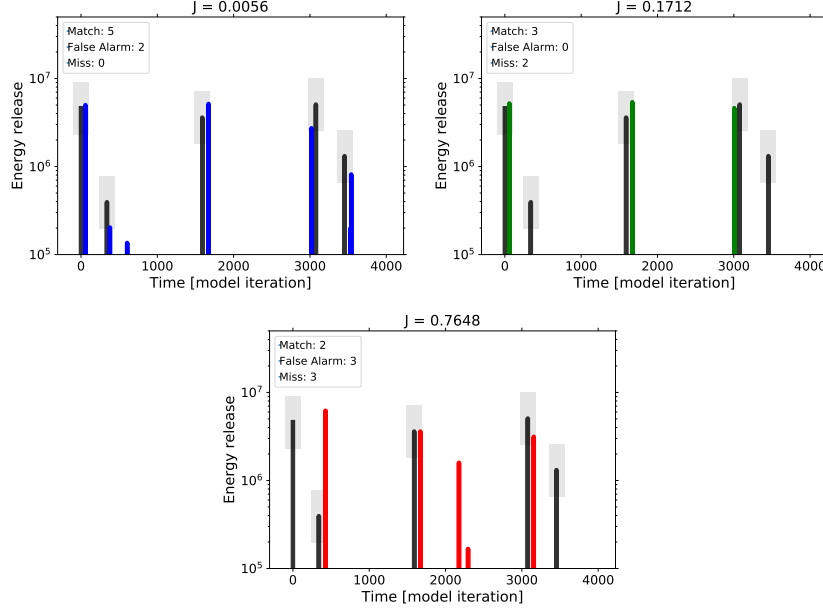 J = 0.0056
Match: 5
False Alarm: 2
Miss: 0
10^7
10^6
10^5
Energy release
0 1000 2000 3000 4000
Time [model iteration]
J = 0.1712
Match: 3
False Alarm: 0
Miss: 2
10^7
10^6
10^5
Energy release
0 1000 2000 3000 4000
Time [model iteration]
J = 0.7648
Match: 2
False Alarm: 3
Miss: 3
10^7
10^6
10^5
Energy release
0 1000 2000 3000 4000
Time [model iteration]